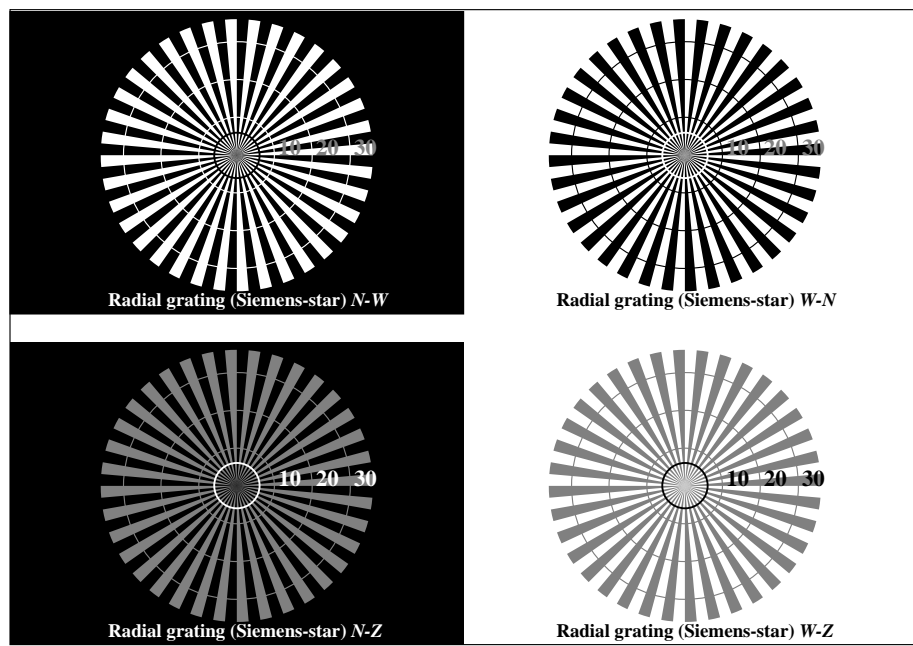 10 20 30
10 20 30
Radial grating (Siemens-star) N-W
Radial grating (Siemens-star) W-N
10 20 30
10 20 30
Radial grating (Siemens-star) N-Z
Radial grating (Siemens-star) W-Z